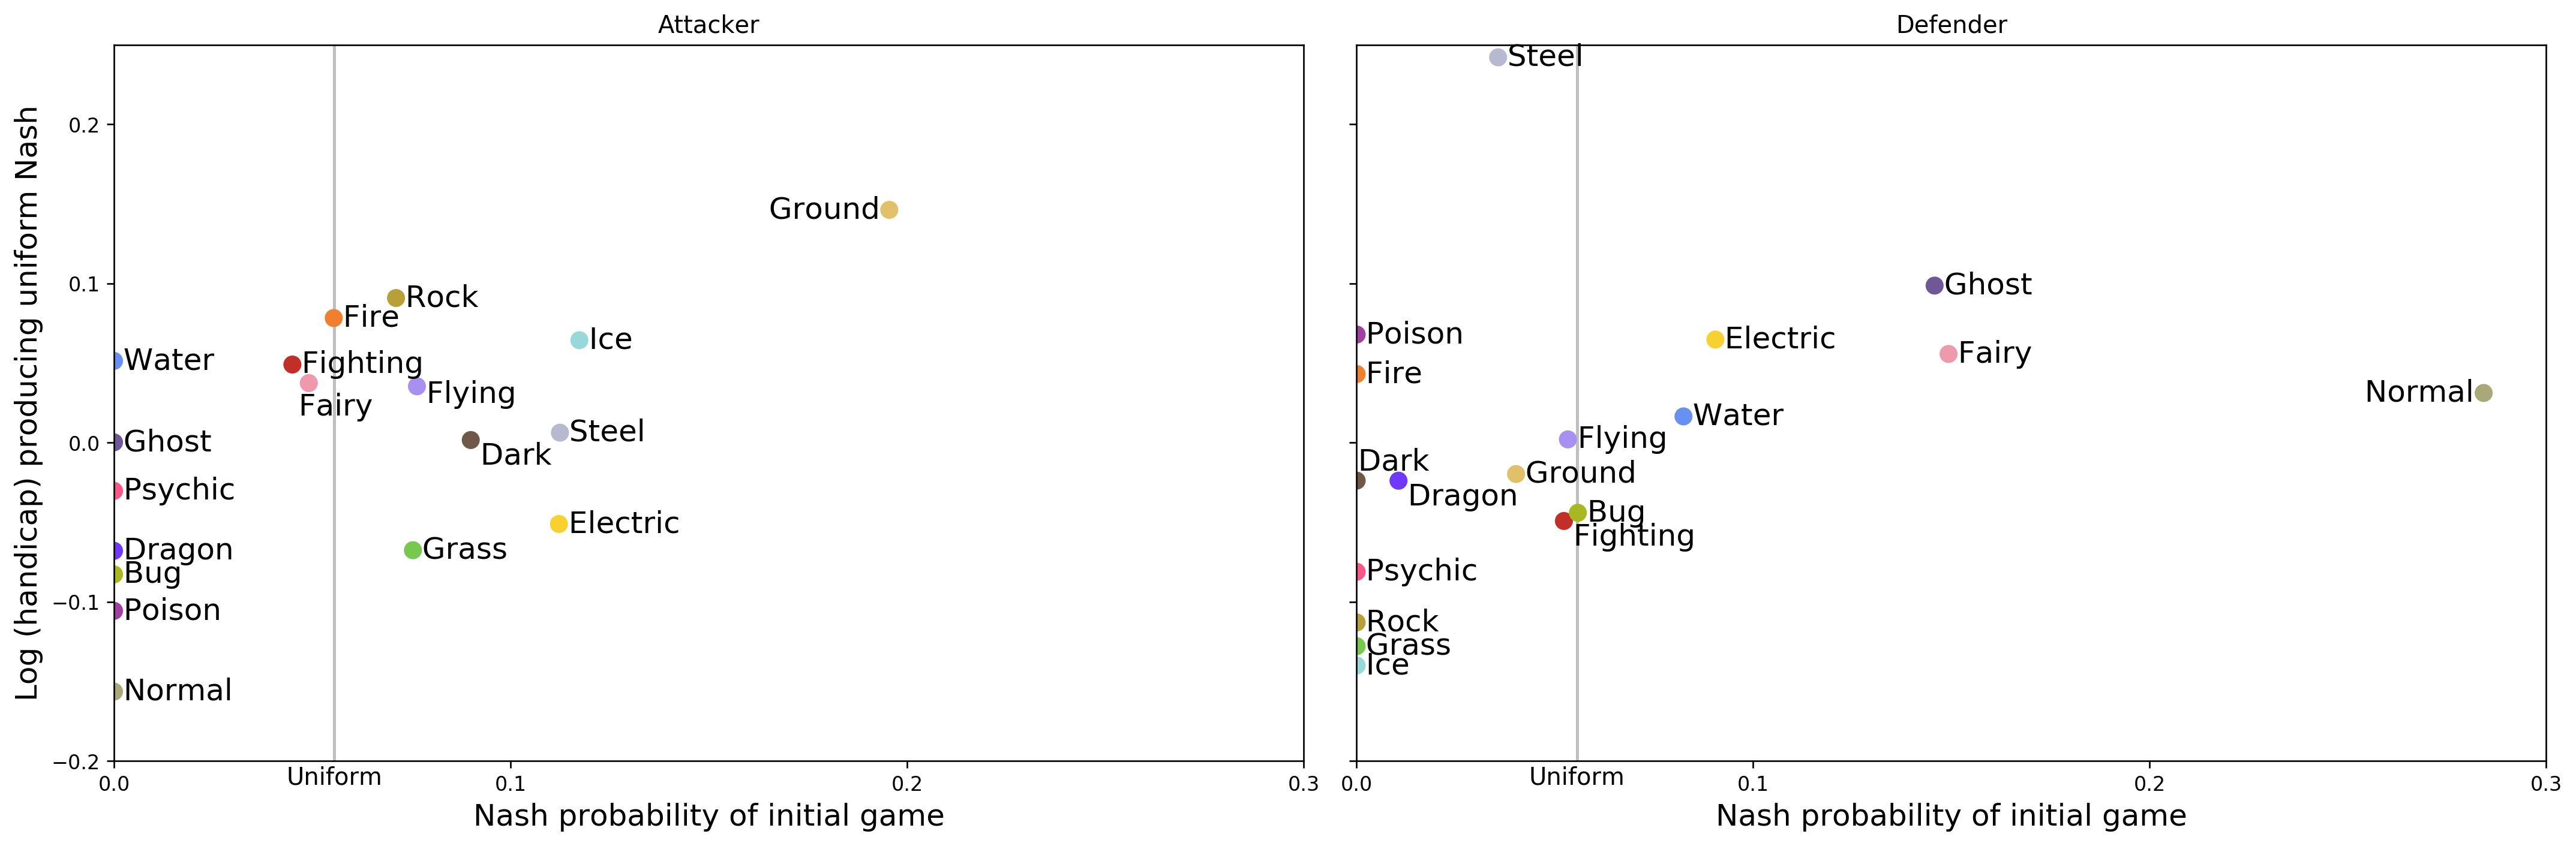 Attacker
Defender
Log (handicap) producing uniform Nash
0.2
0.1
0.0
−0.1
−0.2
Ground
Rock
Fire
Ice
Water
Fighting
Fairy
Flying
Ghost
Steel
Dark
Psychic
Electric
Dragon
Grass
Bug
Poison
Normal
0.0
Uniform
0.1
0.2
0.3
Nash probability of initial game
Steel
Ghost
Poison
Electric
Fairy
Fire
Normal
Water
Flying
Dark
Ground
Dragon
Bug
Fighting
Psychic
Rock
Grass
Ice
0.0
Uniform
0.1
0.2
0.3
Nash probability of initial game